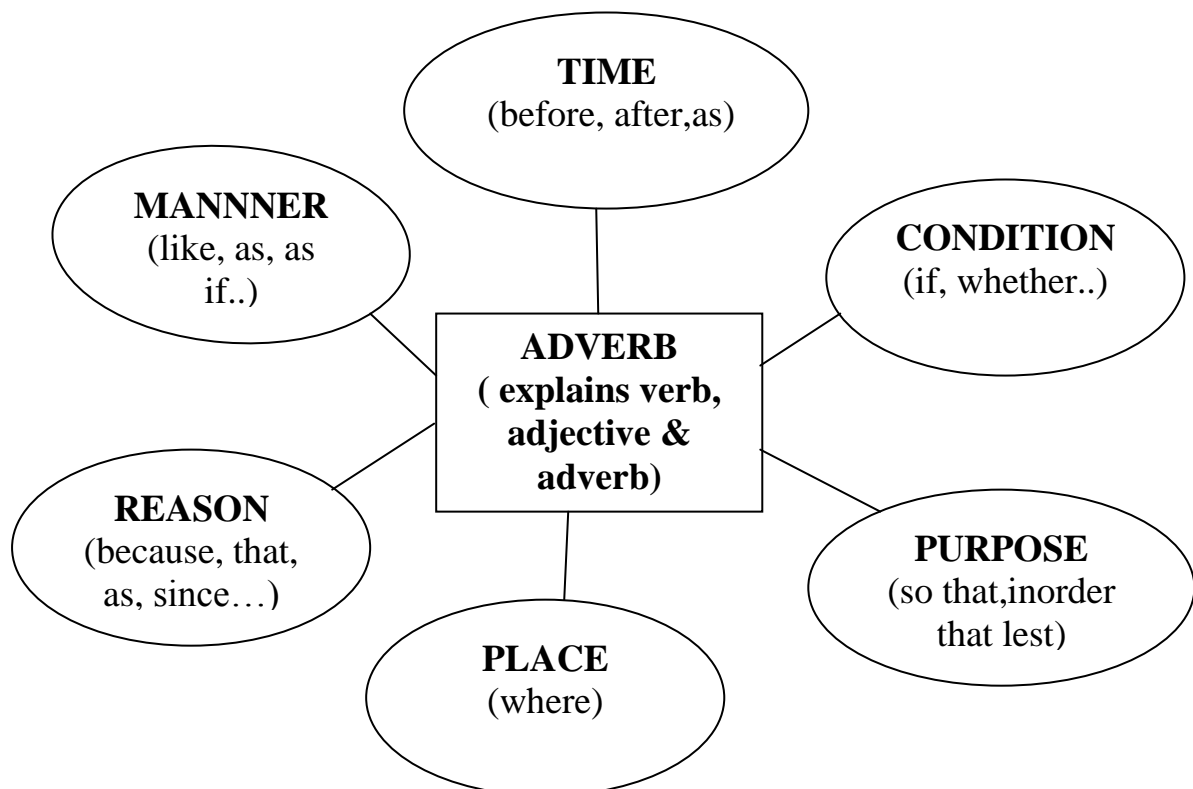 TIME
(before, after,as)
MANNNER
(like, as, as
if..)
CONDITION
(if, whether..)
ADVERB
( explains verb,
adjective &
adverb)
REASON
(because, that,
as, since…)
PURPOSE
(so that,inorder
that lest)
PLACE
(where)